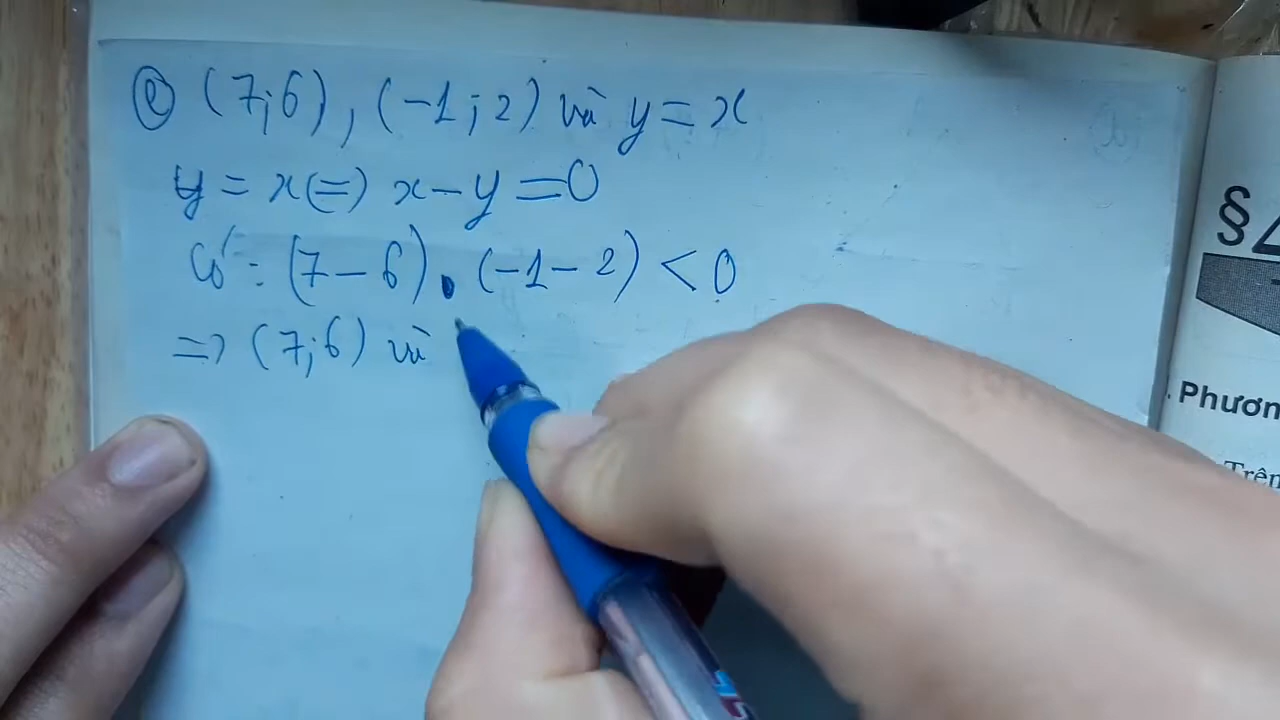 ⓔ (7;6), (-1;2) và y = x
y = x (=) x - y = 0
Có: (7 - 6) . (-1 - 2) < 0
=> (7;6) và
§
Phươn
Trên